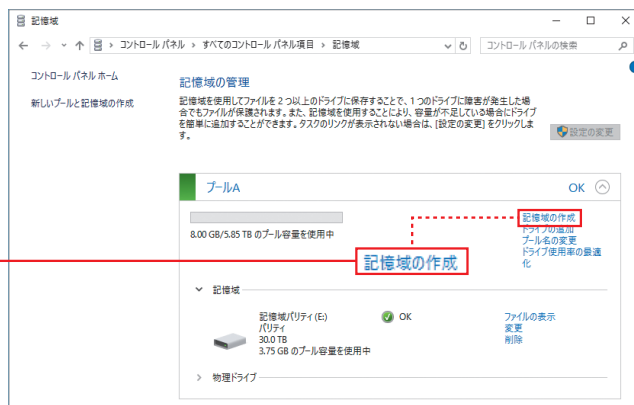 記憶域
コントロール パネル › すべてのコントロール パネル項目 › 記憶域
コントロール パネルの検索
コントロール パネル ホーム
新しいプールと記憶域の作成
記憶域の管理
記憶域を使用してファイルを 2 つ以上のドライブに保存することで、1 つのドライブに障害が発生した場
合でもファイルが保護されます。また、記憶域を使用することにより、容量が不足している場合にドライブ
を簡単に追加することができます。タスクのリンクが表示されない場合は、[設定の変更] をクリックしま
す。
設定の変更
プールA
OK
8.00 GB/5.85 TB のプール容量を使用中
記憶域の作成
ドライブの追加
プール名の変更
ドライブ使用率の最適
化
記憶域の作成
記憶域
記憶域パリティ (E:)
パリティ
30.0 TB
3.75 GB のプール容量を使用中
OK
ファイルの表示
変更
削除
物理ドライブ